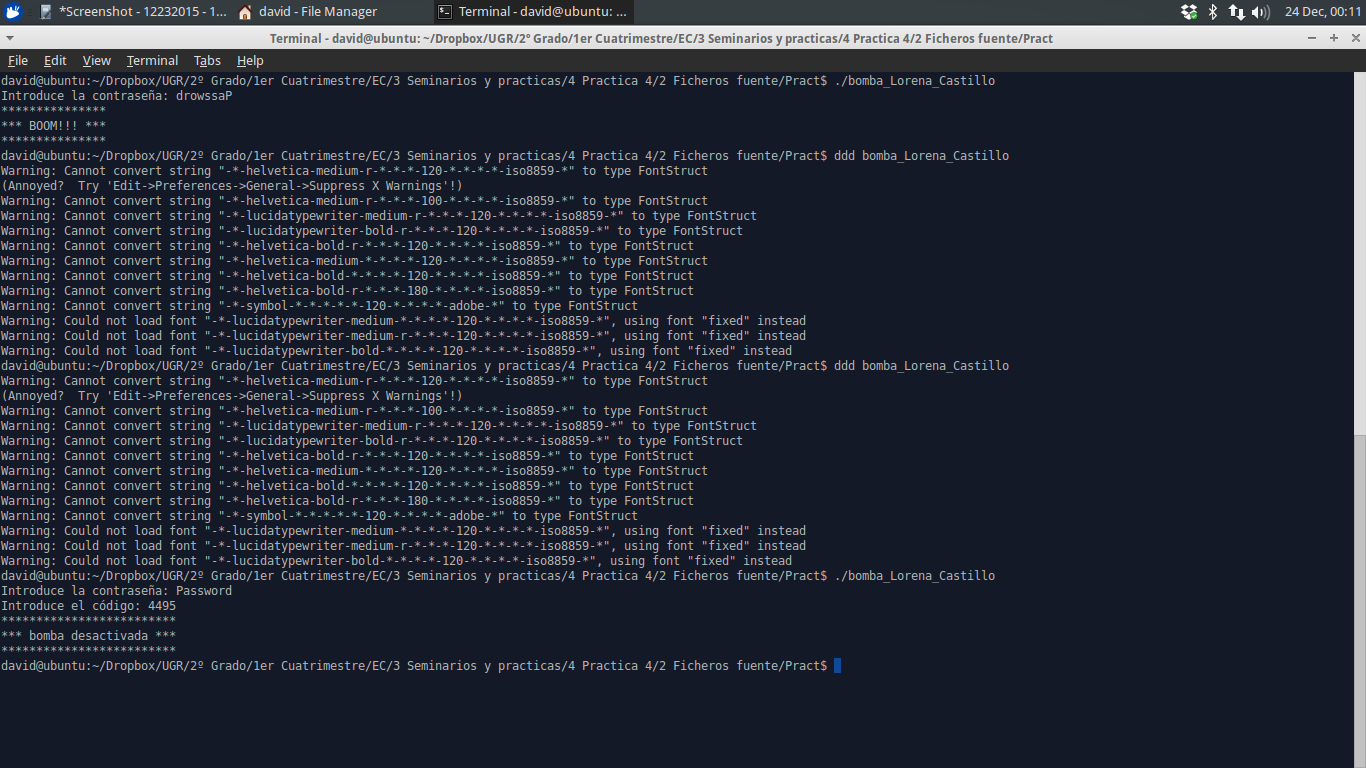 *Screenshot - 12232015 - 1... david - File Manager Terminal - david@ubuntu: ... 24 Dec, 00:11
Terminal - david@ubuntu: ~/Dropbox/UGR/2º Grado/1er Cuatrimestre/EC/3 Seminarios y practicas/4 Practica 4/2 Ficheros fuente/Pract
File Edit View Terminal Tabs Help
david@ubuntu:~/Dropbox/UGR/2º Grado/1er Cuatrimestre/EC/3 Seminarios y practicas/4 Practica 4/2 Ficheros fuente/Pract$ ./bomba_Lorena_Castillo
Introduce la contraseña: drowssaP
***************
*** BOOM!!! ***
***************
david@ubuntu:~/Dropbox/UGR/2º Grado/1er Cuatrimestre/EC/3 Seminarios y practicas/4 Practica 4/2 Ficheros fuente/Pract$ ddd bomba_Lorena_Castillo
Warning: Cannot convert string "-*-helvetica-medium-r-*-*-*-120-*-*-*-*-iso8859-*" to type FontStruct
(Annoyed?  Try 'Edit->Preferences->General->Suppress X Warnings'!)
Warning: Cannot convert string "-*-helvetica-medium-r-*-*-*-100-*-*-*-*-iso8859-*" to type FontStruct
Warning: Cannot convert string "-*-lucidatypewriter-medium-r-*-*-*-120-*-*-*-*-iso8859-*" to type FontStruct
Warning: Cannot convert string "-*-lucidatypewriter-bold-r-*-*-*-120-*-*-*-*-iso8859-*" to type FontStruct
Warning: Cannot convert string "-*-helvetica-bold-r-*-*-*-120-*-*-*-*-iso8859-*" to type FontStruct
Warning: Cannot convert string "-*-helvetica-medium-*-*-*-*-120-*-*-*-*-iso8859-*" to type FontStruct
Warning: Cannot convert string "-*-helvetica-bold-*-*-*-*-120-*-*-*-*-iso8859-*" to type FontStruct
Warning: Cannot convert string "-*-helvetica-bold-r-*-*-*-180-*-*-*-*-iso8859-*" to type FontStruct
Warning: Cannot convert string "-*-symbol-*-*-*-*-*-120-*-*-*-*-adobe-*" to type FontStruct
Warning: Could not load font "-*-lucidatypewriter-medium-*-*-*-*-120-*-*-*-*-iso8859-*", using font "fixed" instead
Warning: Could not load font "-*-lucidatypewriter-medium-r-*-*-*-120-*-*-*-*-iso8859-*", using font "fixed" instead
Warning: Could not load font "-*-lucidatypewriter-bold-*-*-*-*-120-*-*-*-*-iso8859-*", using font "fixed" instead
david@ubuntu:~/Dropbox/UGR/2º Grado/1er Cuatrimestre/EC/3 Seminarios y practicas/4 Practica 4/2 Ficheros fuente/Pract$ ddd bomba_Lorena_Castillo
Warning: Cannot convert string "-*-helvetica-medium-r-*-*-*-120-*-*-*-*-iso8859-*" to type FontStruct
(Annoyed?  Try 'Edit->Preferences->General->Suppress X Warnings'!)
Warning: Cannot convert string "-*-helvetica-medium-r-*-*-*-100-*-*-*-*-iso8859-*" to type FontStruct
Warning: Cannot convert string "-*-lucidatypewriter-medium-r-*-*-*-120-*-*-*-*-iso8859-*" to type FontStruct
Warning: Cannot convert string "-*-lucidatypewriter-bold-r-*-*-*-120-*-*-*-*-iso8859-*" to type FontStruct
Warning: Cannot convert string "-*-helvetica-bold-r-*-*-*-120-*-*-*-*-iso8859-*" to type FontStruct
Warning: Cannot convert string "-*-helvetica-medium-*-*-*-*-120-*-*-*-*-iso8859-*" to type FontStruct
Warning: Cannot convert string "-*-helvetica-bold-*-*-*-*-120-*-*-*-*-iso8859-*" to type FontStruct
Warning: Cannot convert string "-*-helvetica-bold-r-*-*-*-180-*-*-*-*-iso8859-*" to type FontStruct
Warning: Cannot convert string "-*-symbol-*-*-*-*-*-120-*-*-*-*-adobe-*" to type FontStruct
Warning: Could not load font "-*-lucidatypewriter-medium-*-*-*-*-120-*-*-*-*-iso8859-*", using font "fixed" instead
Warning: Could not load font "-*-lucidatypewriter-medium-r-*-*-*-120-*-*-*-*-iso8859-*", using font "fixed" instead
Warning: Could not load font "-*-lucidatypewriter-bold-*-*-*-*-120-*-*-*-*-iso8859-*", using font "fixed" instead
david@ubuntu:~/Dropbox/UGR/2º Grado/1er Cuatrimestre/EC/3 Seminarios y practicas/4 Practica 4/2 Ficheros fuente/Pract$ ./bomba_Lorena_Castillo
Introduce la contraseña: Password
Introduce el código: 4495
*************************
*** bomba desactivada ***
*************************
david@ubuntu:~/Dropbox/UGR/2º Grado/1er Cuatrimestre/EC/3 Seminarios y practicas/4 Practica 4/2 Ficheros fuente/Pract$